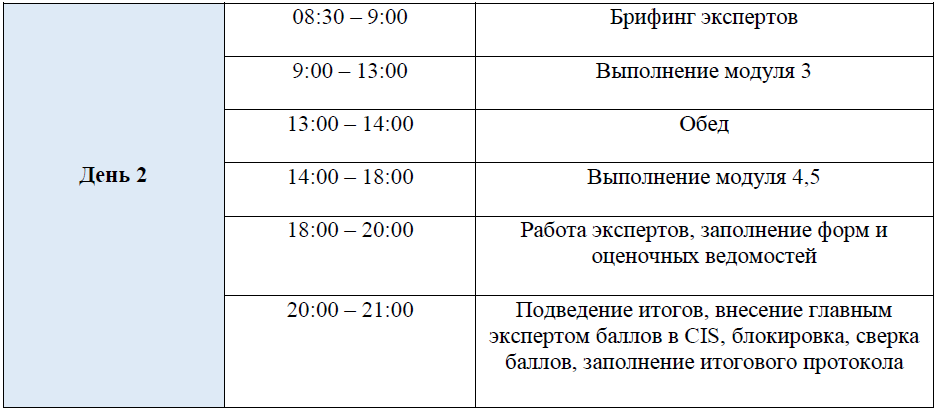 08:30 – 9:00
Брифинг экспертов
9:00 – 13:00
Выполнение модуля 3
13:00 – 14:00
Обед
День 2
14:00 – 18:00
Выполнение модуля 4,5
18:00 – 20:00
Работа экспертов, заполнение форм и
оценочных ведомостей
20:00 – 21:00
Подведение итогов, внесение главным
экспертом баллов в CIS, блокировка, сверка
баллов, заполнение итогового протокола